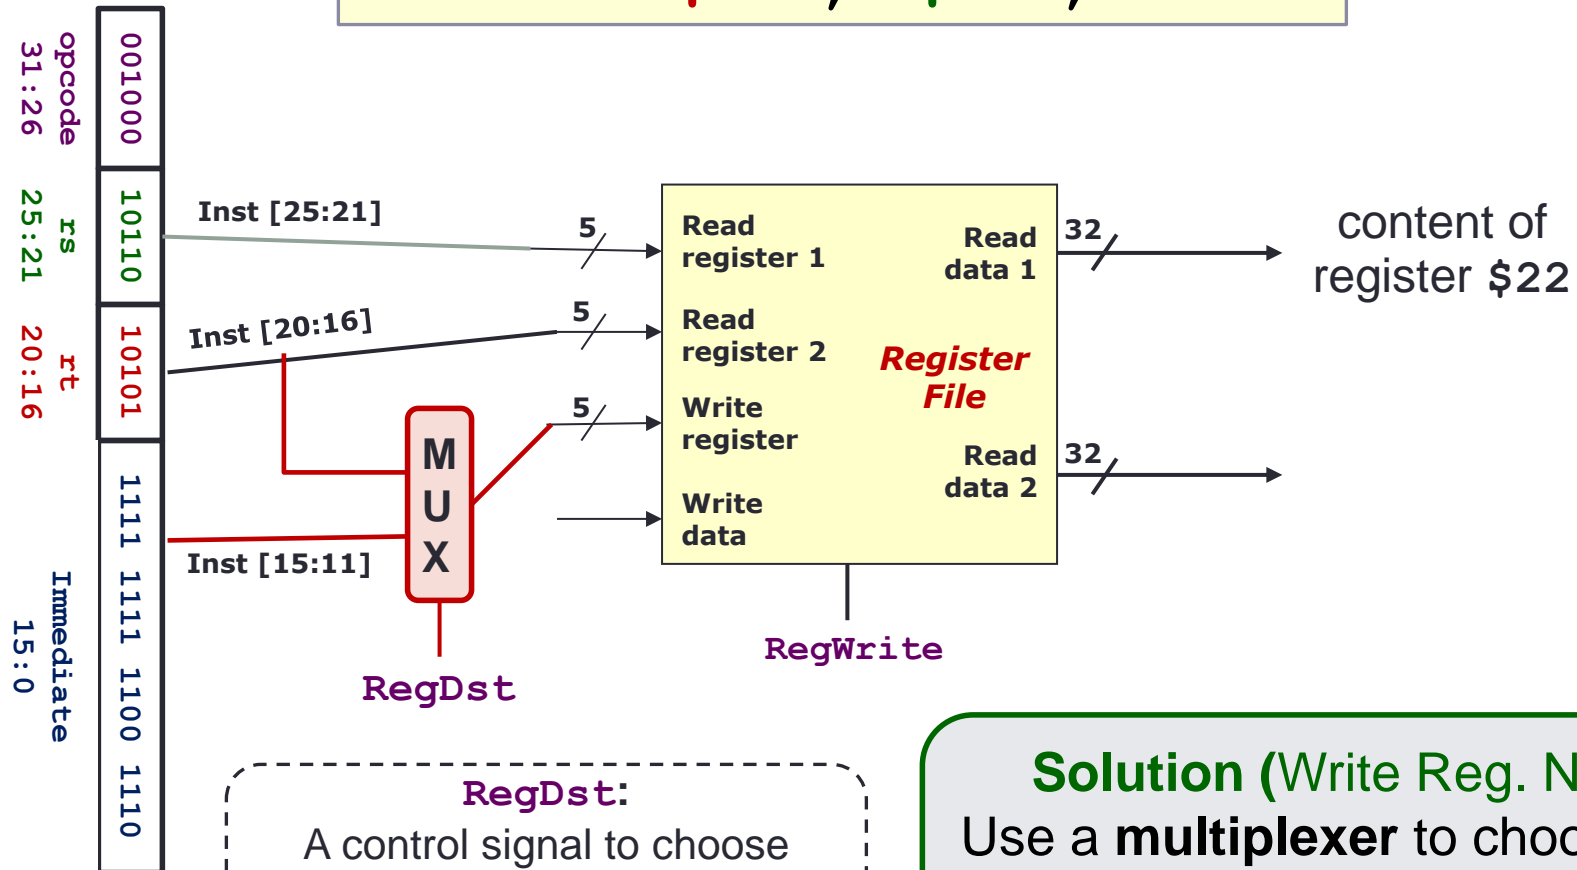 opcode
31:26
001000
rs
25:21
10110
rt
20:16
10101
Immediate
15:0
1111 1111 1100 1110
Inst [25:21]
5
Inst [20:16]
5
Inst [15:11]
5
M
U
X
RegDst
Read
register 1
Read
register 2
Write
register
Write
data
Register
File
Read
data 1
Read
data 2
32
32
RegWrite
content of
register $22
RegDst:
A control signal to choose
Solution (Write Reg. N
Use a multiplexer to choo